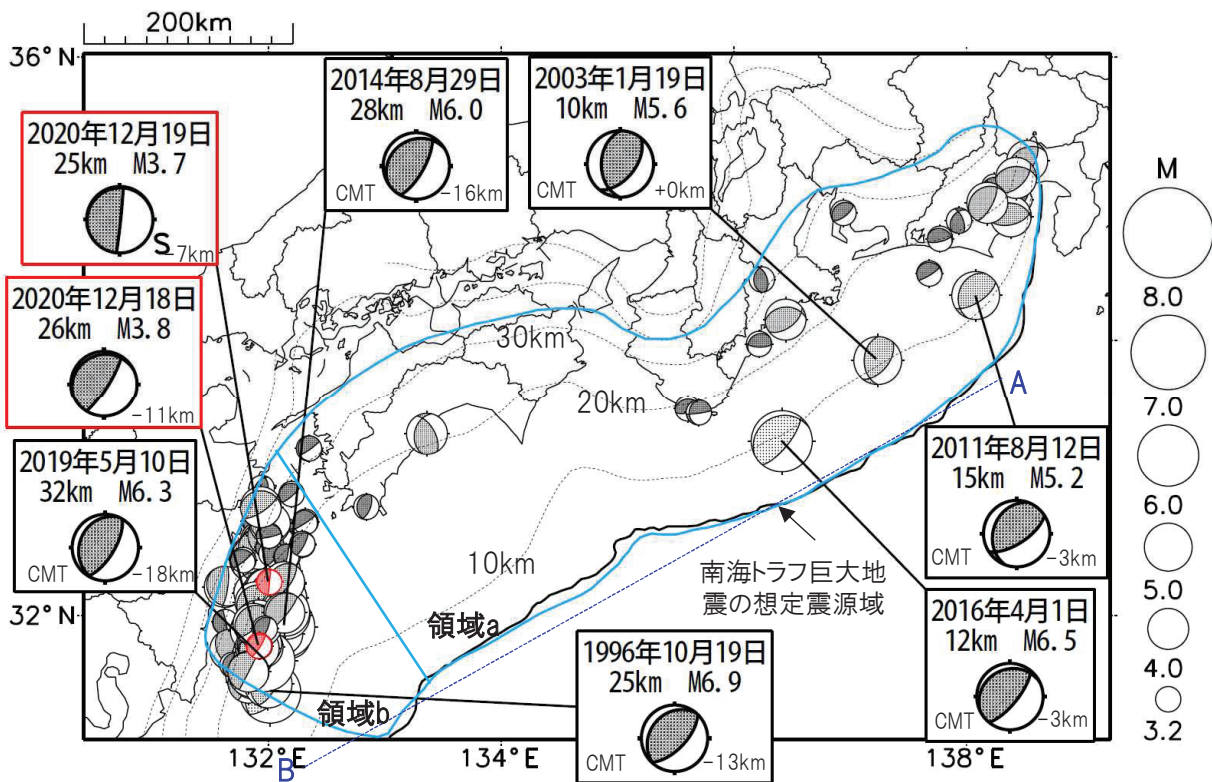 200km
36°N
2014年8月29日
28km M6.0
CMT
-16km
2003年1月19日
10km M5.6
CMT
+0km
2020年12月19日
25km M3.7
S
-7km
2020年12月18日
26km M3.8
-11km
2019年5月10日
32km M6.3
CMT
-18km
M
8.0
7.0
6.0
5.0
4.0
3.2
30km
20km
10km
A
2011年8月12日
15km M5.2
CMT
-3km
南海トラフ巨大地
震の想定震源域
32°N
領域a
領域b
1996年10月19日
25km M6.9
CMT
-13km
2016年4月1日
12km M6.5
CMT
-3km
132°E
B
134°E
138°E